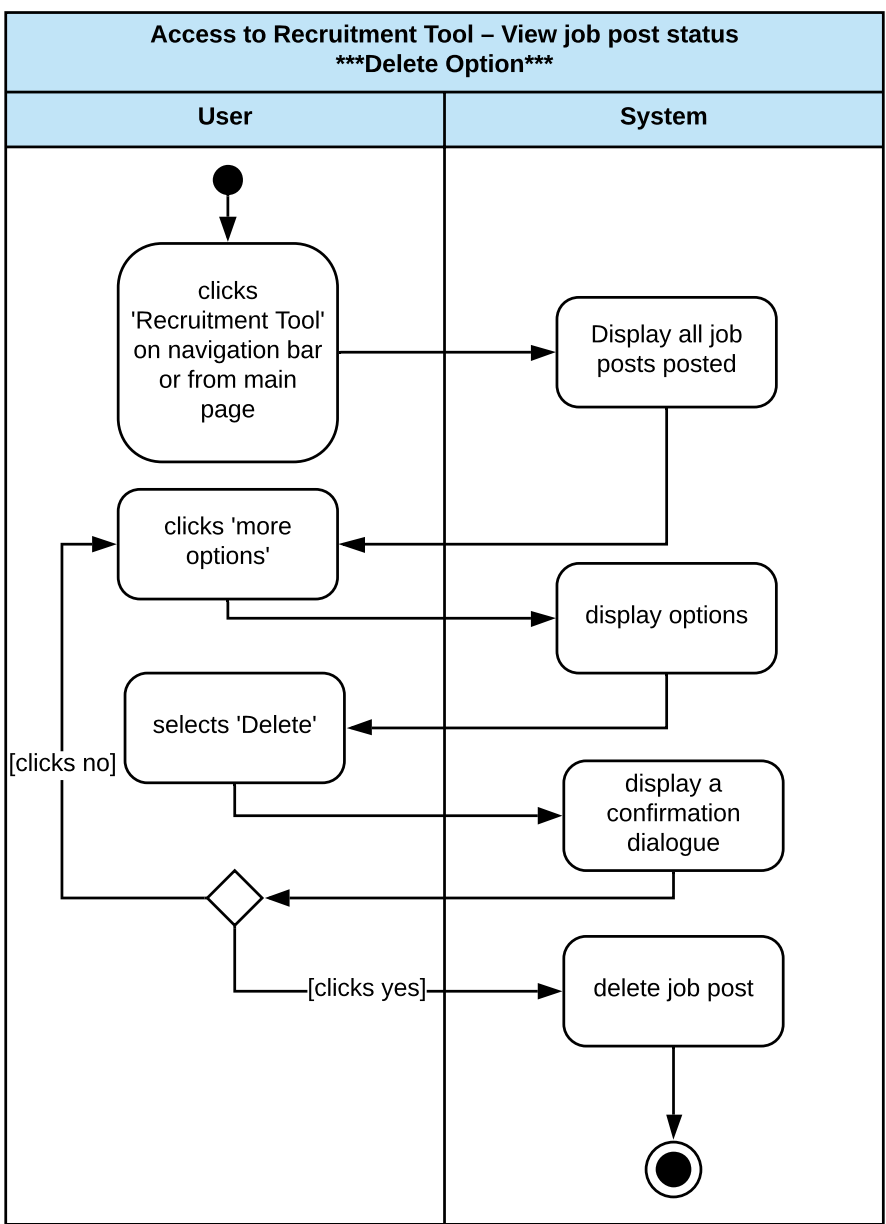 Access to Recruitment Tool – View job post status
***Delete Option***
User
System
clicks
'Recruitment Tool'
on navigation bar
or from main
page
Display all job
posts posted
clicks 'more
options'
display options
selects 'Delete'
[clicks no]
display a
confirmation
dialogue
[clicks yes]
delete job post